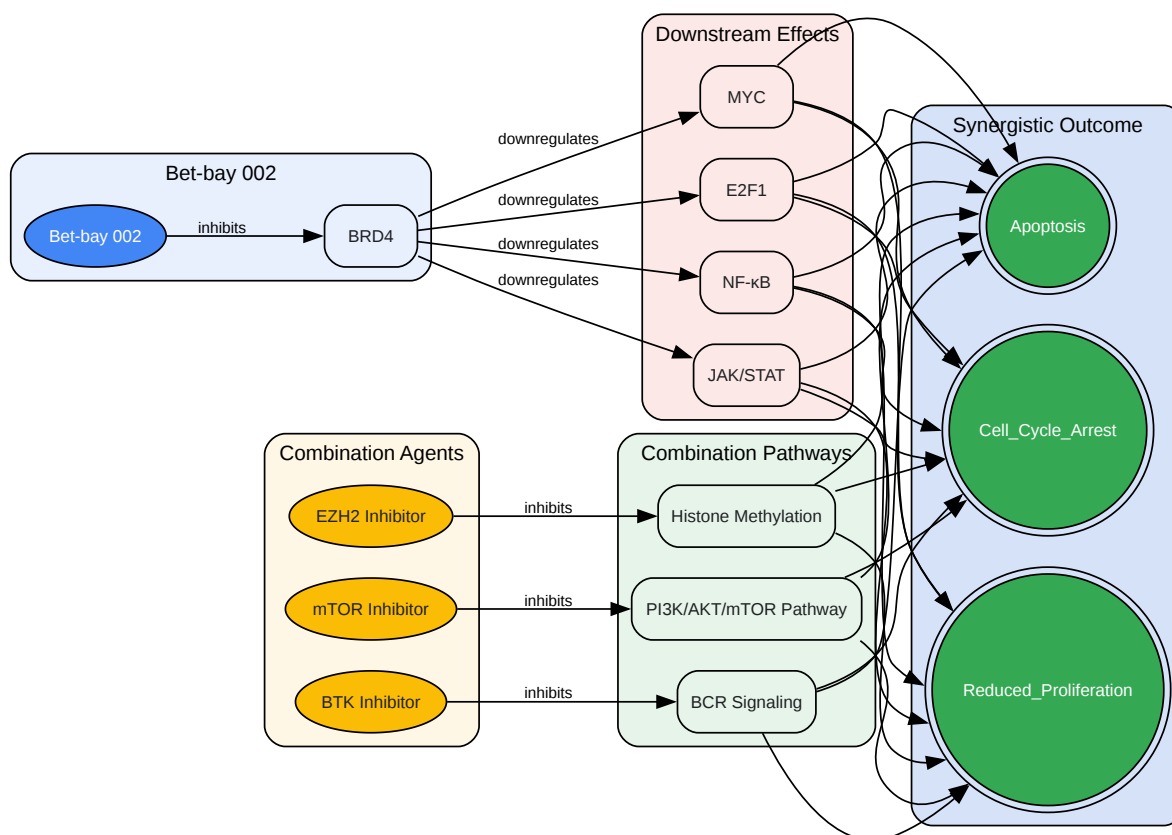 Downstream Effects
MYC
E2F1
NF-κB
JAK/STAT
Bet-bay 002
Bet-bay 002
inhibits
BRD4
downregulates
downregulates
downregulates
downregulates
Combination Agents
EZH2 Inhibitor
mTOR Inhibitor
BTK Inhibitor
inhibits
inhibits
inhibits
Combination Pathways
Histone Methylation
PI3K/AKT/mTOR Pathway
BCR Signaling
Synergistic Outcome
Apoptosis
Cell_Cycle_Arrest
Reduced_Proliferation